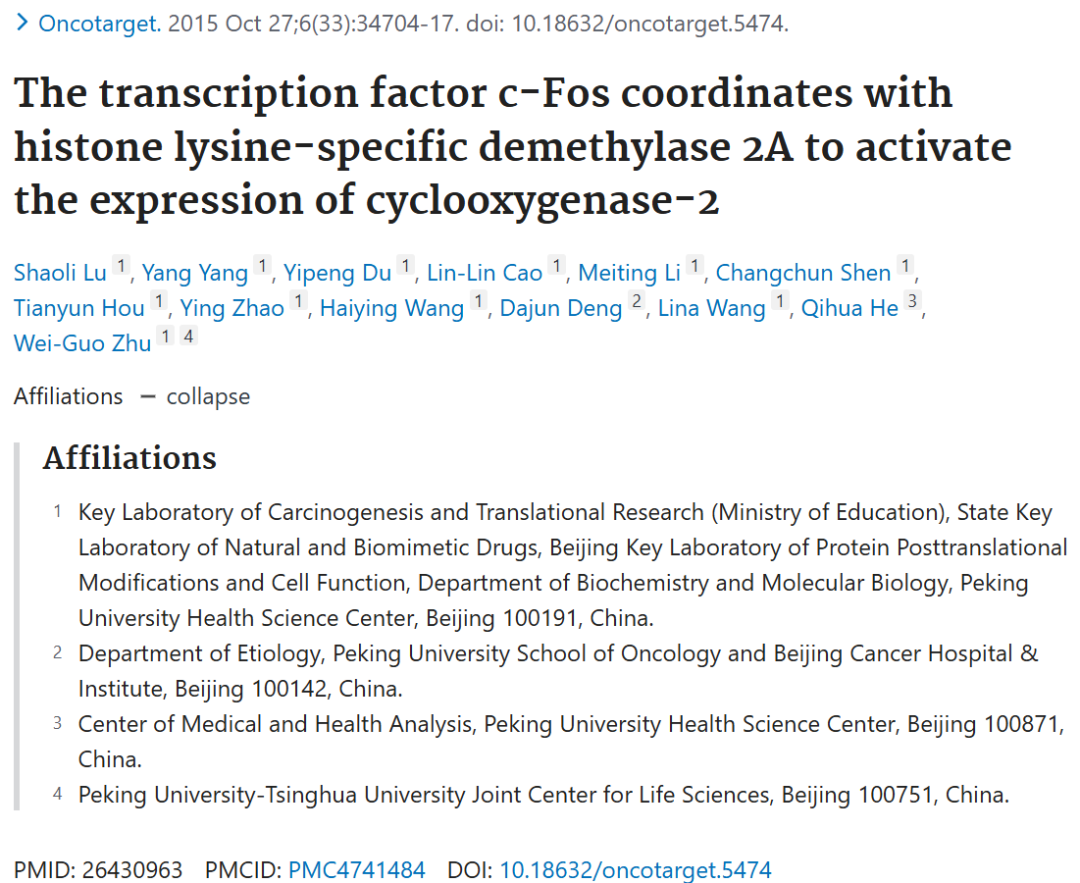 > Oncotarget. 2015 Oct 27;6(33):34704-17. doi: 10.18632/oncotarget.5474.
The transcription factor c-Fos coordinates with
histone lysine-specific demethylase 2A to activate
the expression of cyclooxygenase-2
Shaoli Lu 1, Yang Yang 1, Yipeng Du 1, Lin-Lin Cao 1, Meiting Li 1, Changchun Shen 1,
Tianyun Hou 1, Ying Zhao 1, Haiying Wang 1, Dajun Deng 2, Lina Wang 1, Qihua He 3,
Wei-Guo Zhu 1 4
Affiliations – collapse
Affiliations
1 Key Laboratory of Carcinogenesis and Translational Research (Ministry of Education), State Key
Laboratory of Natural and Biomimetic Drugs, Beijing Key Laboratory of Protein Posttranslational
Modifications and Cell Function, Department of Biochemistry and Molecular Biology, Peking
University Health Science Center, Beijing 100191, China.
2 Department of Etiology, Peking University School of Oncology and Beijing Cancer Hospital &
Institute, Beijing 100142, China.
3 Center of Medical and Health Analysis, Peking University Health Science Center, Beijing 100871,
China.
4 Peking University-Tsinghua University Joint Center for Life Sciences, Beijing 100751, China.
PMID: 26430963 PMCID: PMC4741484 DOI: 10.18632/oncotarget.5474